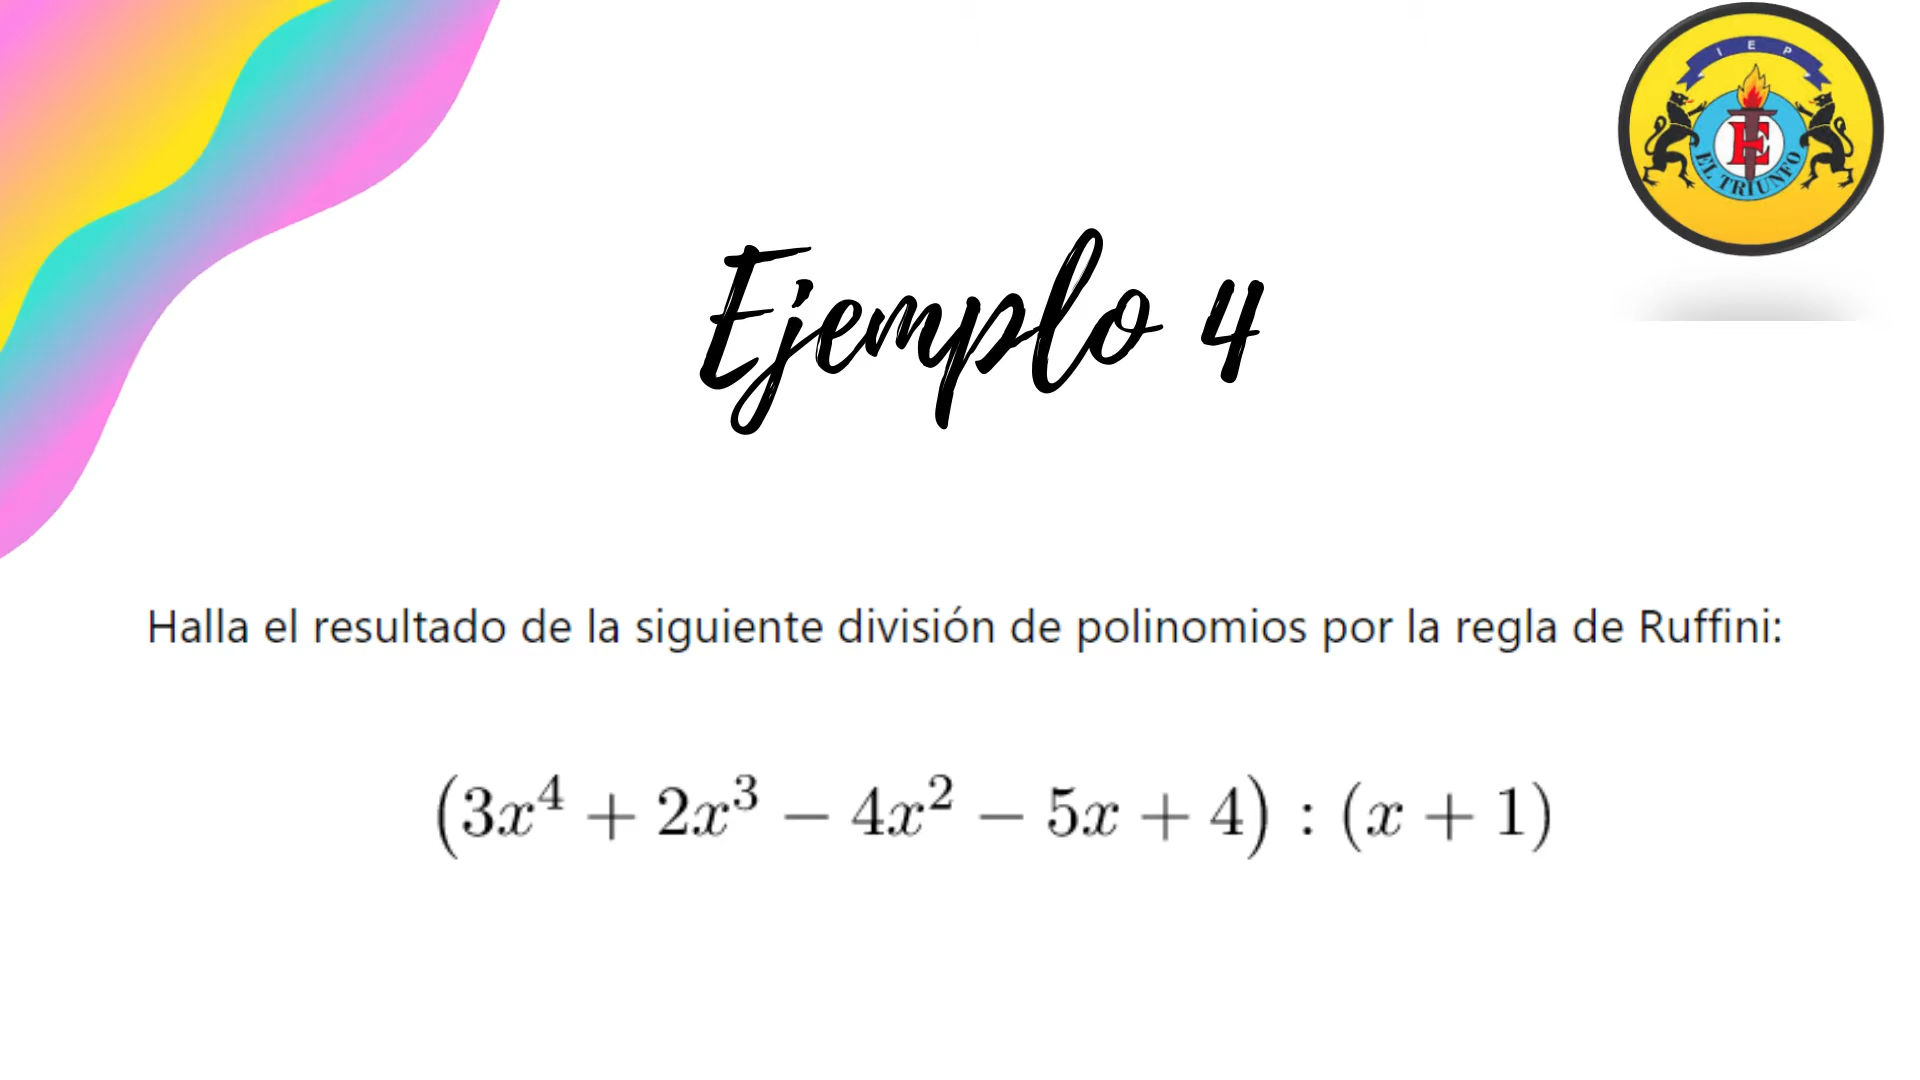 I E P
E
EL TRIUNFO
Ejemplo 4
Halla el resultado de la siguiente división de polinomios por la regla de Ruffini:
(3x⁴ + 2x³ − 4x² − 5x + 4) : (x + 1)